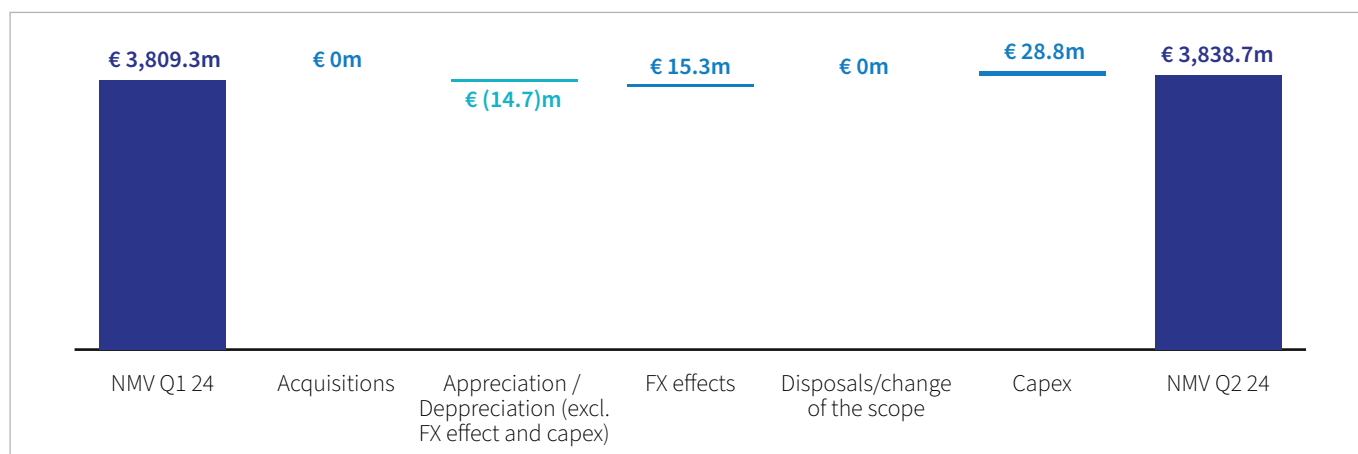 € 3,809.3m
€ 0m
€ (14.7)m
€ 15.3m
€ 0m
€ 28.8m
€ 3,838.7m
NMV Q1 24
Acquisitions
Appreciation /
Deppreciation (excl.
FX effect and capex)
FX effects
Disposals/change
of the scope
Capex
NMV Q2 24